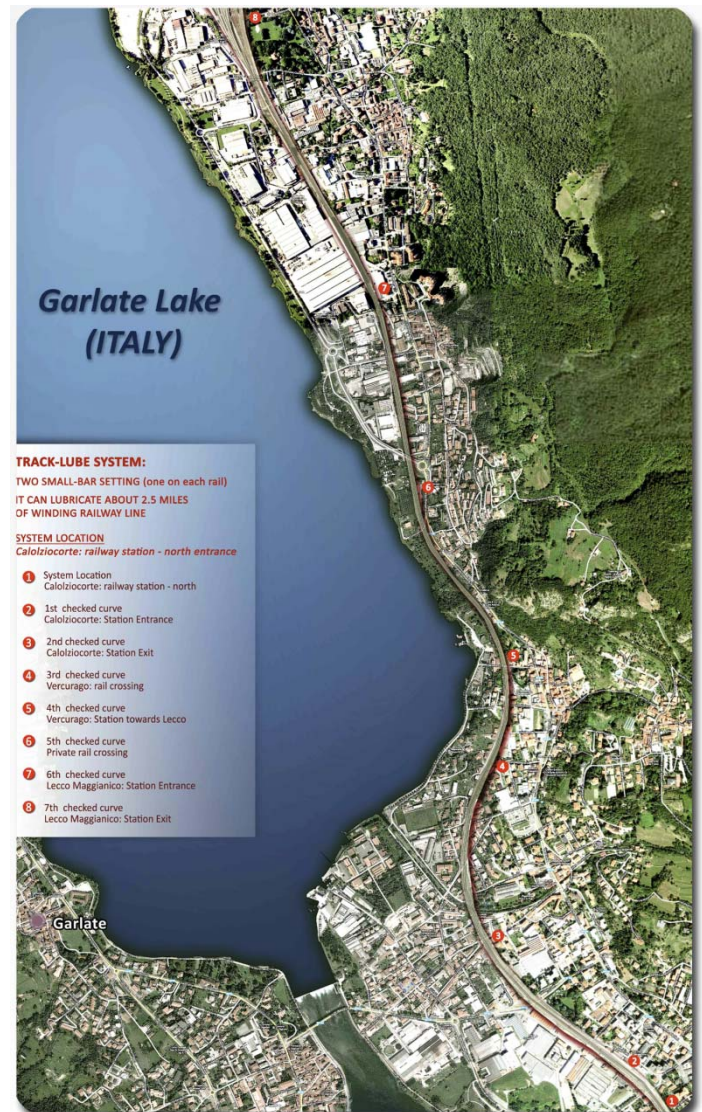 8
Garlate Lake
(ITALY)
7
TRACK-LUBE SYSTEM:
TWO SMALL-BAR SETTING (one on each rail)
IT CAN LUBRICATE ABOUT 2.5 MILES
OF WINDING RAILWAY LINE
SYSTEM LOCATION
Calolziocorte: railway station - north entrance
1 System Location
Calolziocorte: railway station - north
2 1st checked curve
Calolziocorte: Station Entrance
3 2nd checked curve
Calolziocorte: Station Exit
4 3rd checked curve
Vercurago: rail crossing
5 4th checked curve
Vercurago: Station towards Lecco
6 5th checked curve
Private rail crossing
7 6th checked curve
Lecco Maggianico: Station Entrance
8 7th checked curve
Lecco Maggianico: Station Exit
6
5
4
Garlate
3
2
1